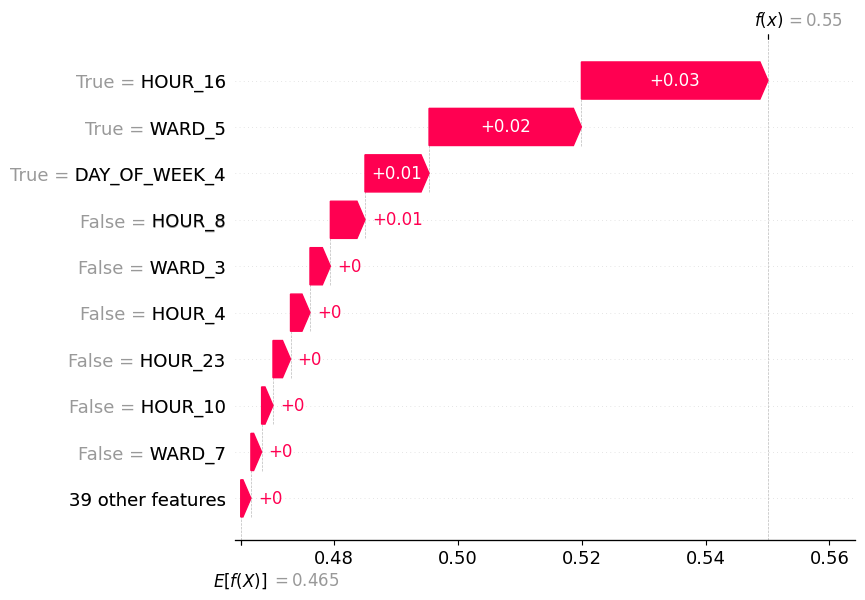 f(x) = 0.55
True = HOUR_16
+0.03
True = WARD_5
+0.02
True = DAY_OF_WEEK_4
+0.01
False = HOUR_8
+0.01
False = WARD_3
+0
False = HOUR_4
+0
False = HOUR_23
+0
False = HOUR_10
+0
False = WARD_7
+0
39 other features
+0
0.48 0.50 0.52 0.54 0.56
E[f(X)] = 0.465